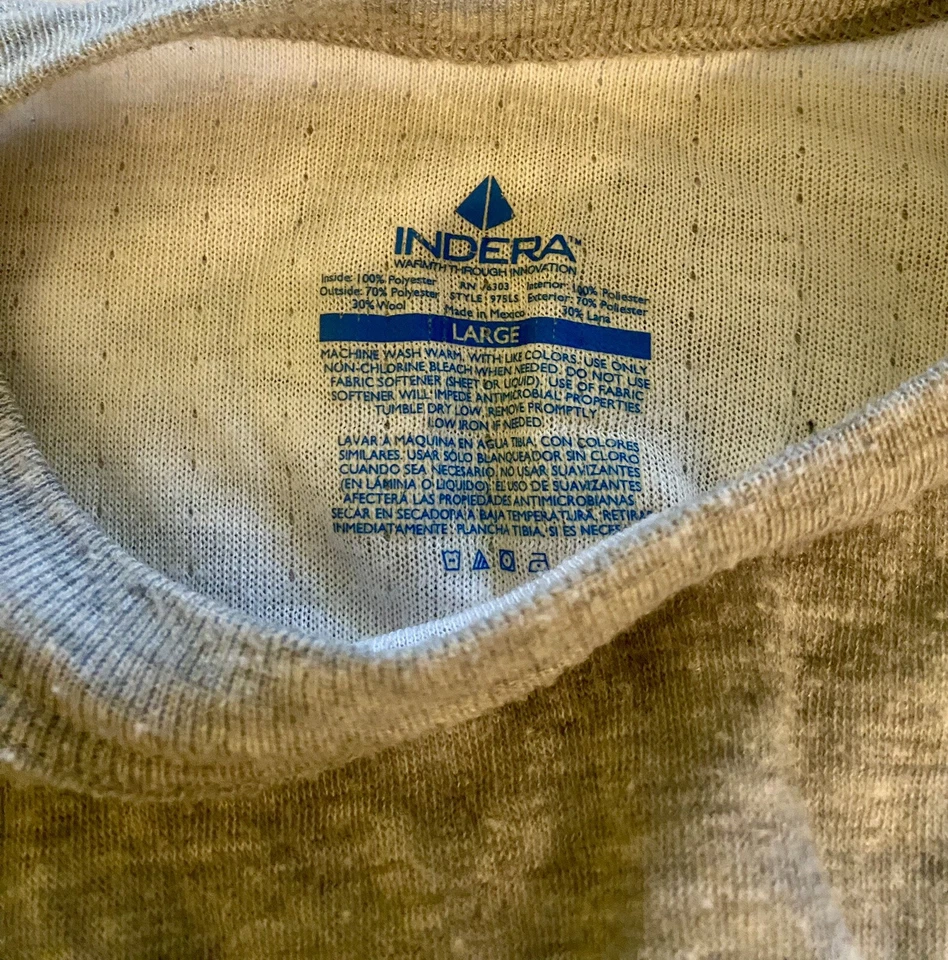 INDERA™
WARMTH THROUGH INNOVATION
Inside: 100% Polyester
Outside: 70% Polyester
30% Wool
RN 16303
STYLE 975LS
Made in Mexico
Interior: 100% Poliester
Exterior: 70% Poliester
30% Lana
LARGE
MACHINE WASH WARM, WITH LIKE COLORS. USE ONLY
NON-CHLORINE BLEACH WHEN NEEDED. DO NOT USE
FABRIC SOFTENER (SHEET OR LIQUID). USE OF FABRIC
SOFTENER WILL IMPEDE ANTIMICROBIAL PROPERTIES.
TUMBLE DRY LOW. REMOVE PROMPTLY.
LOW IRON IF NEEDED.
LAVAR A MAQUINA EN AGUA TIBIA, CON COLORES
SIMILARES. USAR SÓLO BLANQUEADOR SIN CLORO
CUANDO SEA NECESARIO. NO USAR SUAVIZANTES
(EN LAMINA O LIQUIDO). EL USO DE SUAVIZANTES
AFECTERA LAS PROPIEDADES ANTIMICROBIANAS.
SECAR EN SECADORA A BAJA TEMPERATURA. RETIRAR
INMEDIATAMENTE. PLANCHA TIBIA, SI ES